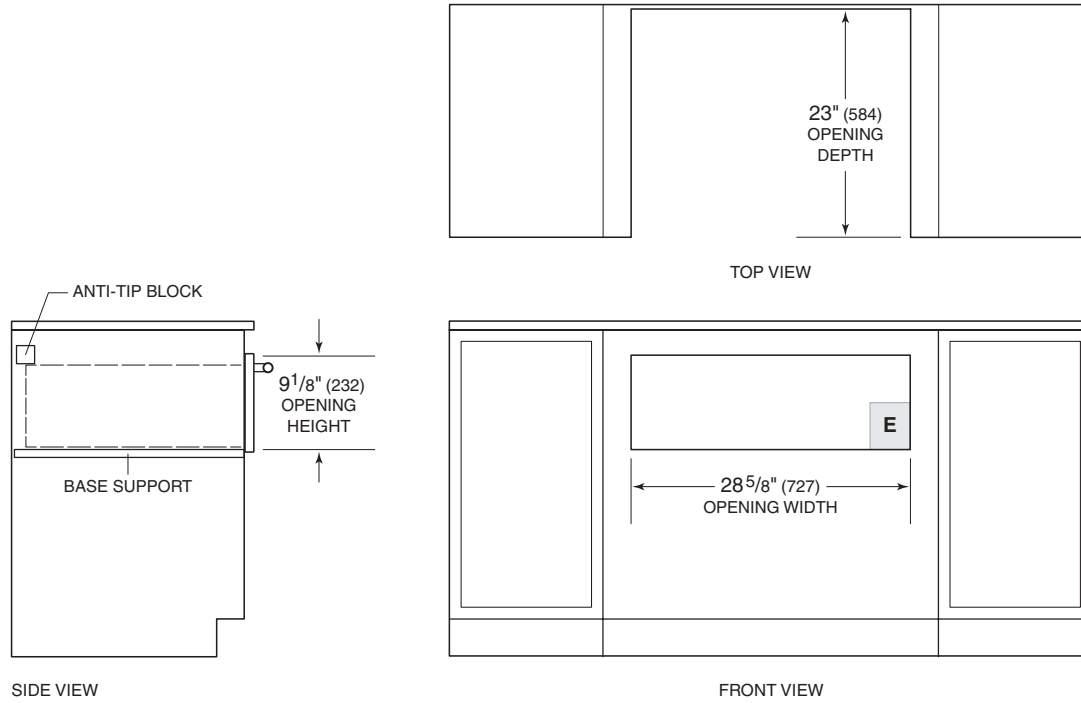 23" (584)
OPENING
DEPTH
TOP VIEW
ANTI-TIP BLOCK
9 1/8" (232)
OPENING
HEIGHT
BASE SUPPORT
E
28 5/8" (727)
OPENING WIDTH
SIDE VIEW
FRONT VIEW